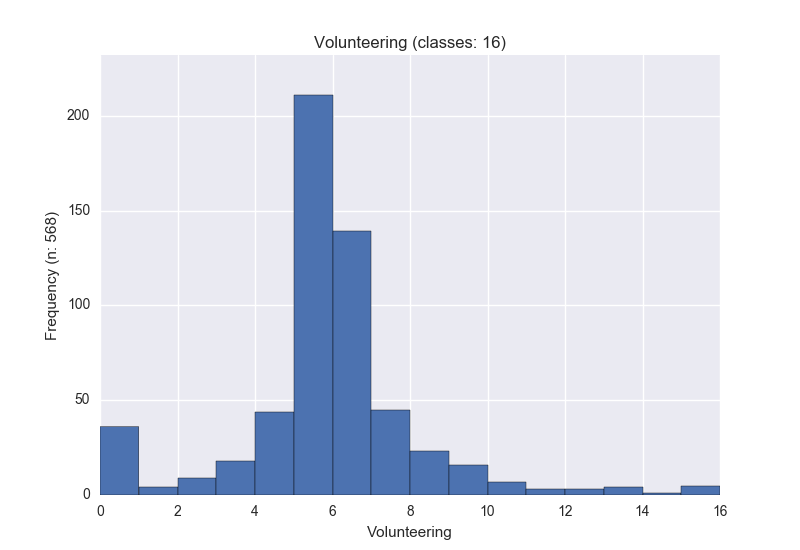 Volunteering (classes: 16)
200
150
100
50
0
Frequency (n: 568)
0 2 4 6 8 10 12 14 16
Volunteering